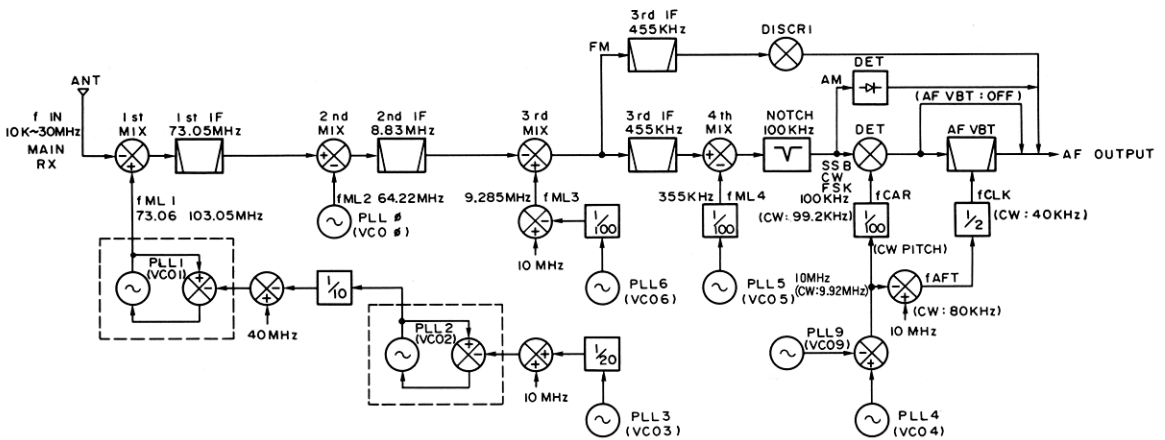 ANT
f IN
10K~30MHz
MAIN
RX
1st
MIX
1st IF
73.05MHz
2nd
MIX
2nd IF
8.83MHz
3rd
MIX
FM
3rd IF
455KHz
DISCRI
3rd IF
455KHz
4th
MIX
NOTCH
100KHz
AM
DET
(AF VBT:OFF)
DET
AF VBT
AF OUTPUT
SSB
CW
FSK
100KHz
fML1
73.06 103.05MHz
fML2 64.22MHz
PLL Ø
(VCO Ø)
9.285MHz
fML3
1/100
10 MHz
PLL6
(VCO6)
355KHz
fML4
1/100
PLL5
(VCO5)
fCAR
(CW:99.2KHz)
1/100
(CW PITCH)
fCLK
1/2
(CW:40KHz)
10MHz
(CW:9.92MHz)
fAFT
(CW:80KHz)
10 MHz
PLL9
(VCO9)
PLL4
(VCO4)
PLL1
(VCO1)
40MHz
1/10
PLL2
(VCO2)
10MHz
1/20
PLL3
(VCO3)